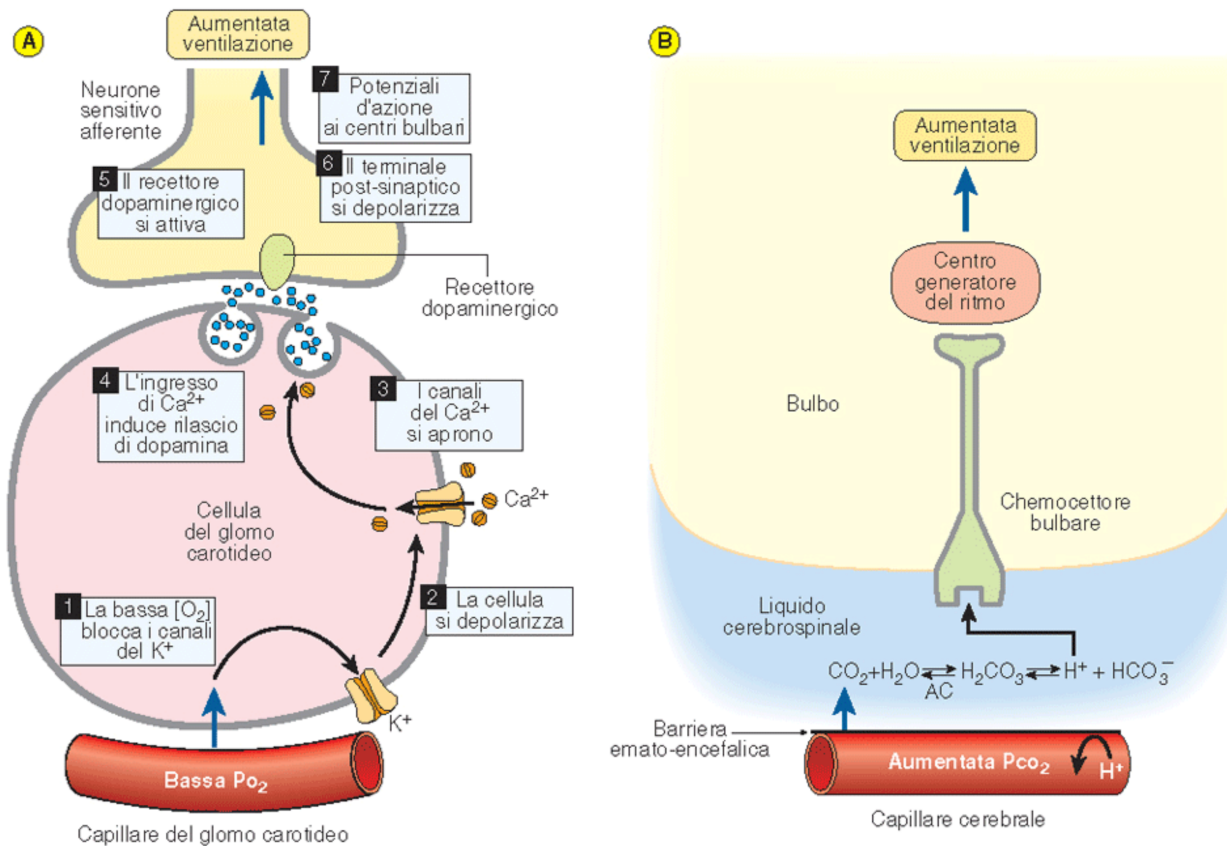 A
Aumentata
ventilazione
Neurone
sensitivo
afferente
7 Potenziali
d'azione
ai centri bulbari
6 Il terminale
post-sinaptico
si depolarizza
5 Il recettore
dopaminergico
si attiva
Recettore
dopaminergico
4 L'ingresso
di Ca²⁺
induce rilascio
di dopamina
3 I canali
del Ca²⁺
si aprono
Ca²⁺
Cellula
del glomo
carotideo
1 La bassa [O₂]
blocca i canali
del K⁺
2 La cellula
si depolarizza
K⁺
Bassa Po₂
Capillare del glomo carotideo
B
Aumentata
ventilazione
Centro
generatore
del ritmo
Bulbo
Chemocettore
bulbare
Liquido
cerebrospinale
CO₂+H₂O ⇌ H₂CO₃ ⇌ H⁺ + HCO₃⁻
AC
Barriera
emato-encefalica
Aumentata Pco₂
H⁺
Capillare cerebrale